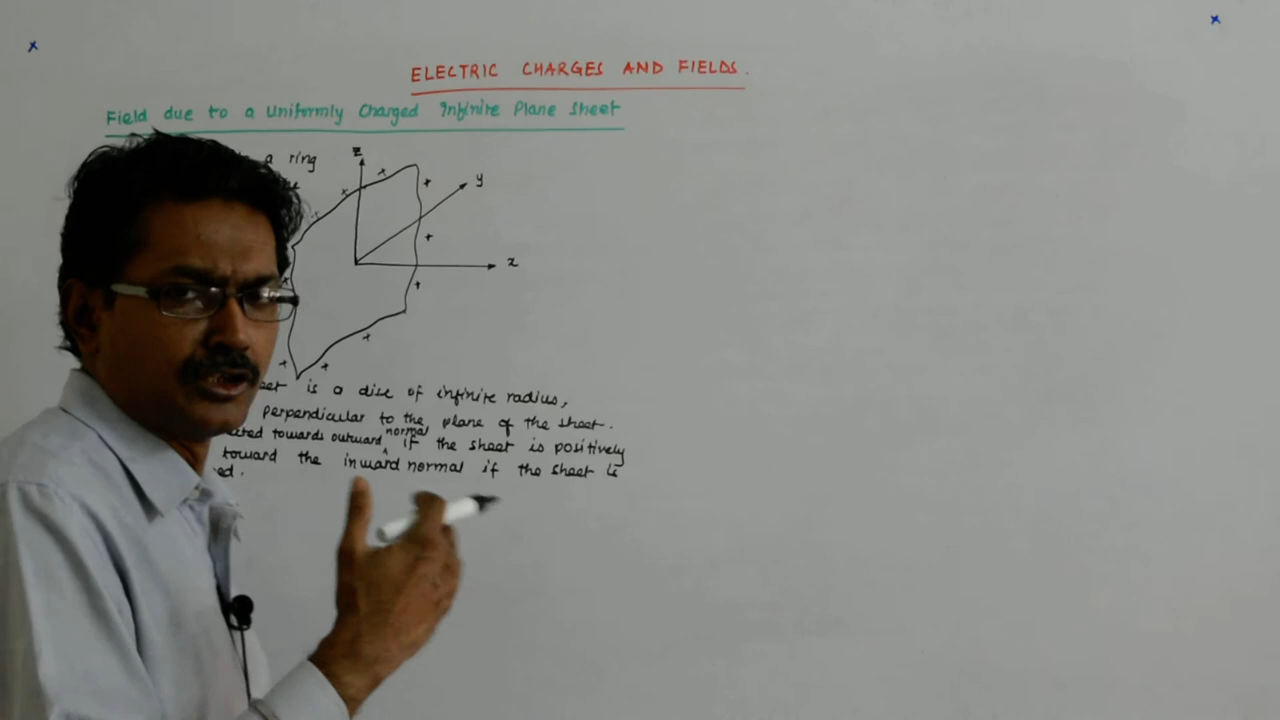 ELECTRIC CHARGES AND FIELDS.
Field due to a Uniformly Charged Infinite Plane Sheet
a ring
z
y
x
is a disc of infinite radius,
perpendicular to the plane of the sheet.
towards outward normal if the sheet is positively
toward the inward normal if the sheet is